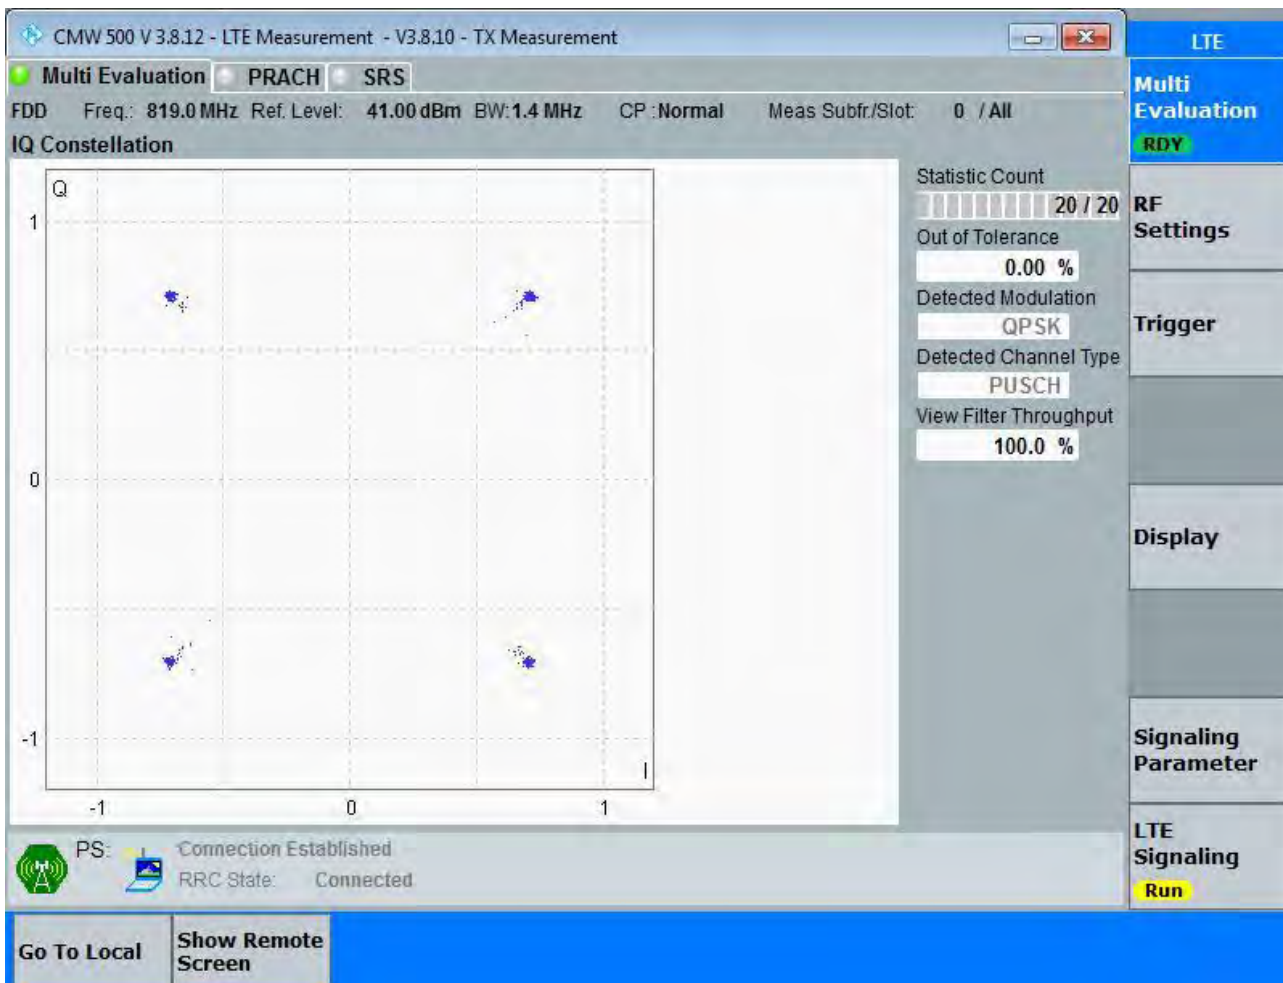 CMW 500 V 3.8.12 - LTE Measurement - V3.8.10 - TX Measurement
LTE
Multi Evaluation PRACH SRS
FDD Freq.: 819.0 MHz Ref. Level: 41.00 dBm BW: 1.4 MHz CP : Normal Meas Subfr./Slot: 0 / All
IQ Constellation
Q
1
0
-1
I
-1 0 1
Statistic Count
20 / 20
Out of Tolerance
0.00 %
Detected Modulation
QPSK
Detected Channel Type
PUSCH
View Filter Throughput
100.0 %
Multi
Evaluation
RDY
RF
Settings
Trigger
Display
Signaling
Parameter
LTE
Signaling
Run
PS: Connection Established
RRC State: Connected
Go To Local
Show Remote
Screen